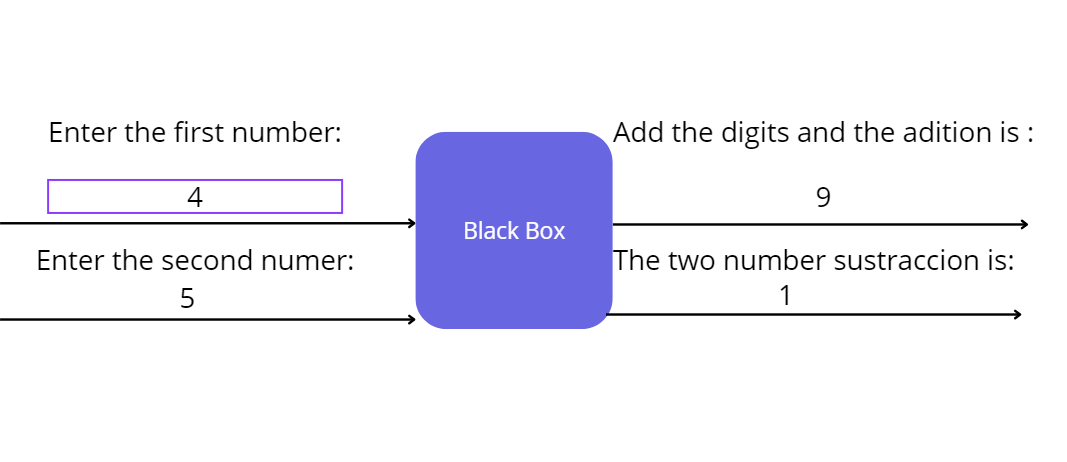 Enter the first number:
4
Enter the second numer:
5
Black Box
Add the digits and the adition is :
9
The two number sustraccion is:
1